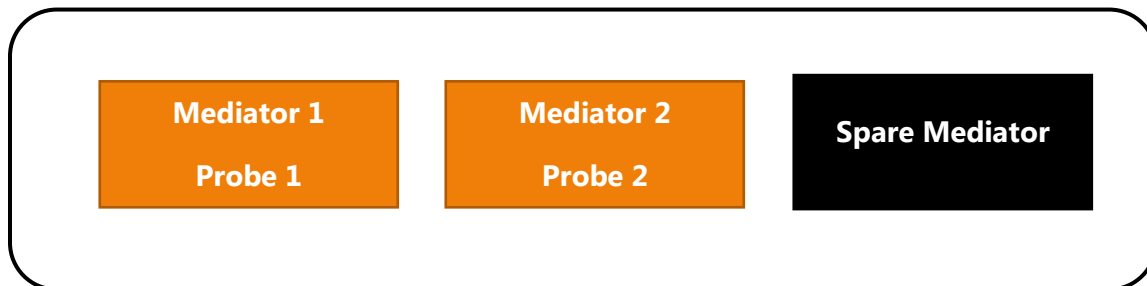 Mediator 1
Probe 1
Mediator 2
Probe 2
Spare Mediator